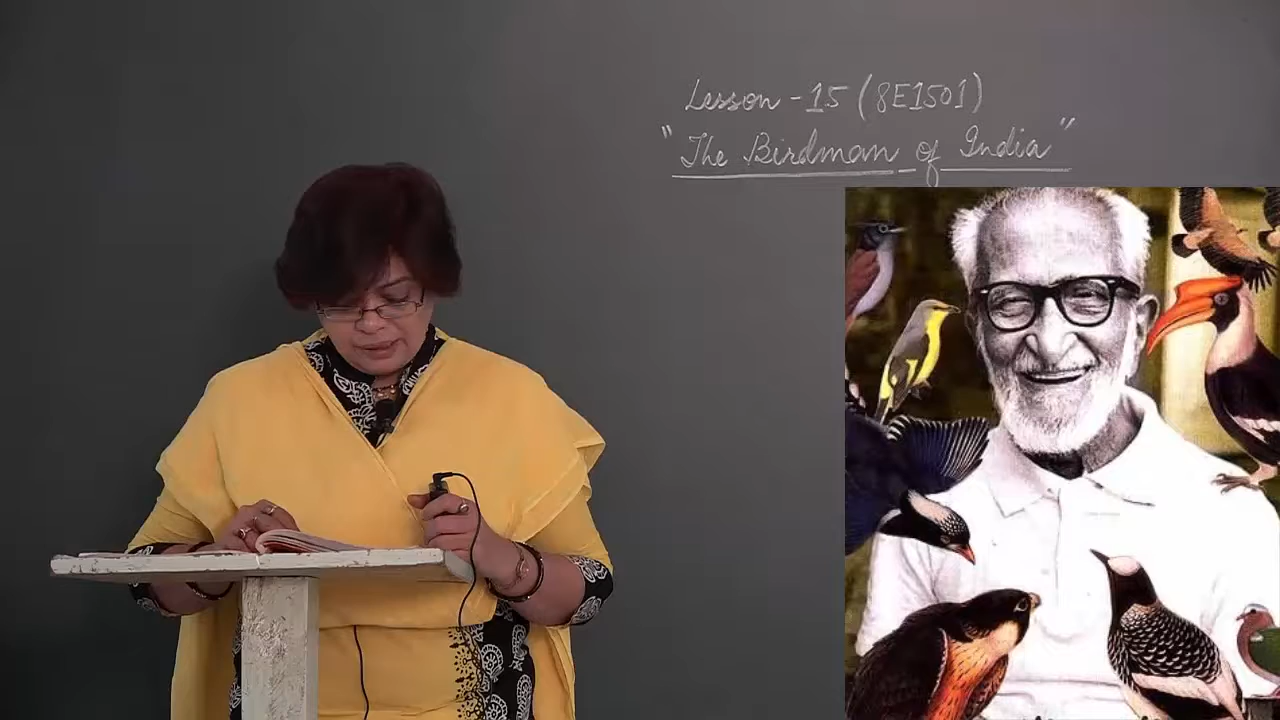 Lesson - 15 (8E1501)
"The Birdman of India"